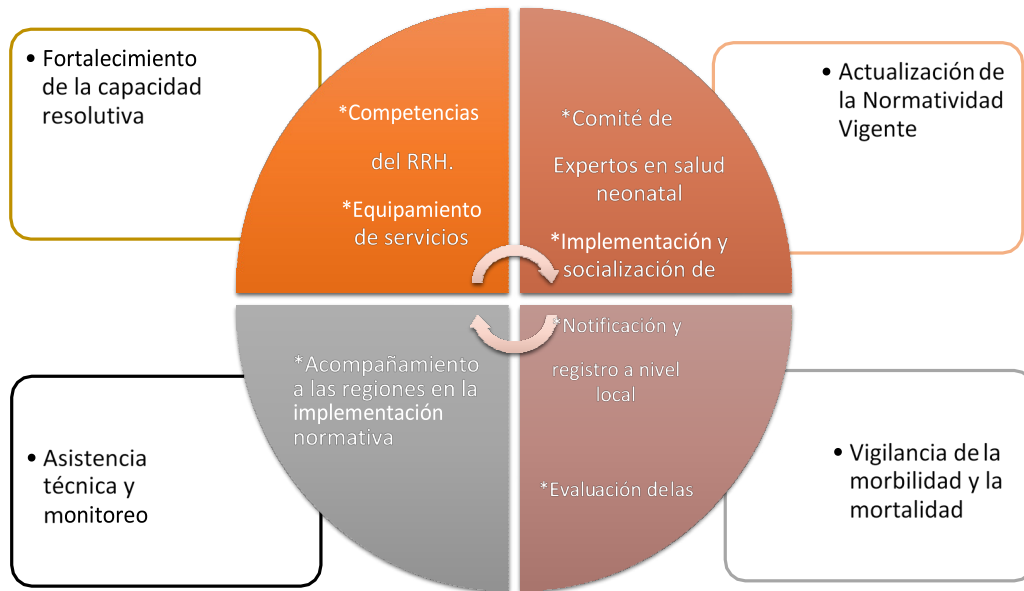 • Fortalecimiento
de la capacidad
resolutiva
*Competencias
del RRH.
*Equipamiento
de servicios
*Comité de
Expertos en salud
neonatal
*Implementación y
socialización de
• Actualización de
la Normatividad
Vigente
• Asistencia
técnica y
monitoreo
*Acompañamiento
a las regiones en la
implementación
normativa
*Notificación y
registro a nivel
local
*Evaluación de las
• Vigilancia de la
morbilidad y la
mortalidad